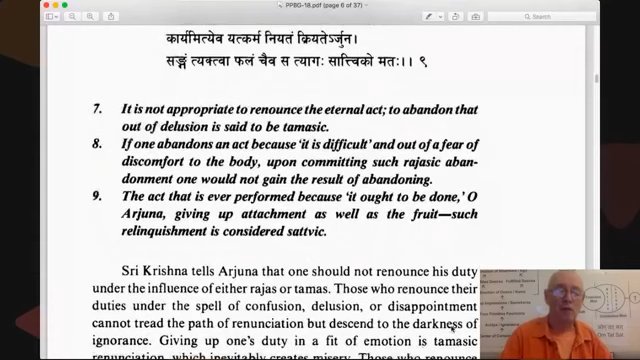 PPBG-18.pdf (page 6 of 37)
Search
कार्यमित्येव यत्कर्म नियतं क्रियतेऽर्जुन।
सङ्गं त्यक्त्वा फलं चैव स त्यागः सात्त्विको मतः।। ९
7. It is not appropriate to renounce the eternal act; to abandon that
out of delusion is said to be tamasic.
8. If one abandons an act because 'it is difficult' and out of a fear of
discomfort to the body, upon committing such rajasic aban-
donment one would not gain the result of abandoning.
9. The act that is ever performed because 'it ought to be done,' O
Arjuna, giving up attachment as well as the fruit—such
relinquishment is considered sattvic.
Sri Krishna tells Arjuna that one should not renounce his duty
under the influence of either rajas or tamas. Those who renounce their
duties under the spell of confusion, delusion, or disappointment
cannot tread the path of renunciation but descend to the darkness of
ignorance. Giving up one's duty in a fit of emotion is tamasic
renunciation, which inevitably creates misery. Those who renounce
Om Tat Sat